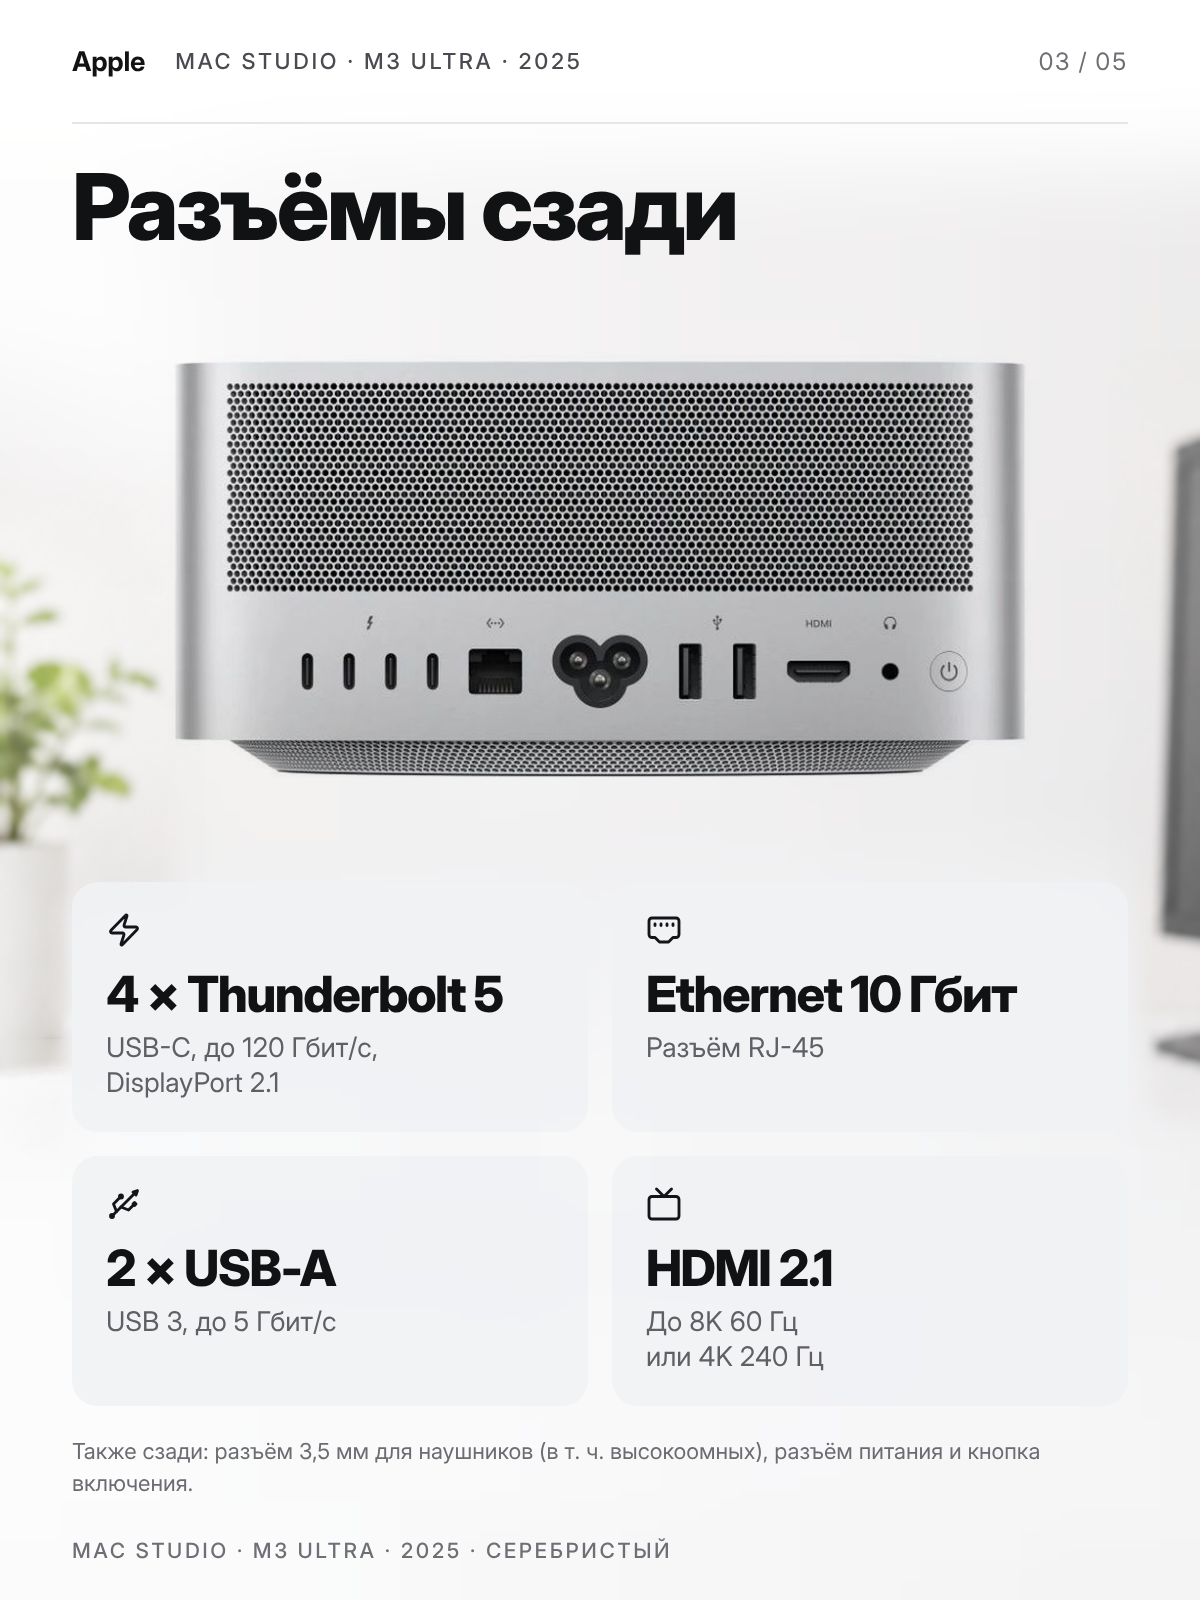 Apple MAC STUDIO · M3 ULTRA · 2025 03 / 05
Разъёмы сзади
HDMI
4 × Thunderbolt 5
USB-C, до 120 Гбит/с,
DisplayPort 2.1
Ethernet 10 Гбит
Разъём RJ-45
2 × USB-A
USB 3, до 5 Гбит/с
HDMI 2.1
До 8K 60 Гц
или 4K 240 Гц
Также сзади: разъём 3,5 мм для наушников (в т. ч. высокоомных), разъём питания и кнопка
включения.
MAC STUDIO · M3 ULTRA · 2025 · СЕРЕБРИСТЫЙ